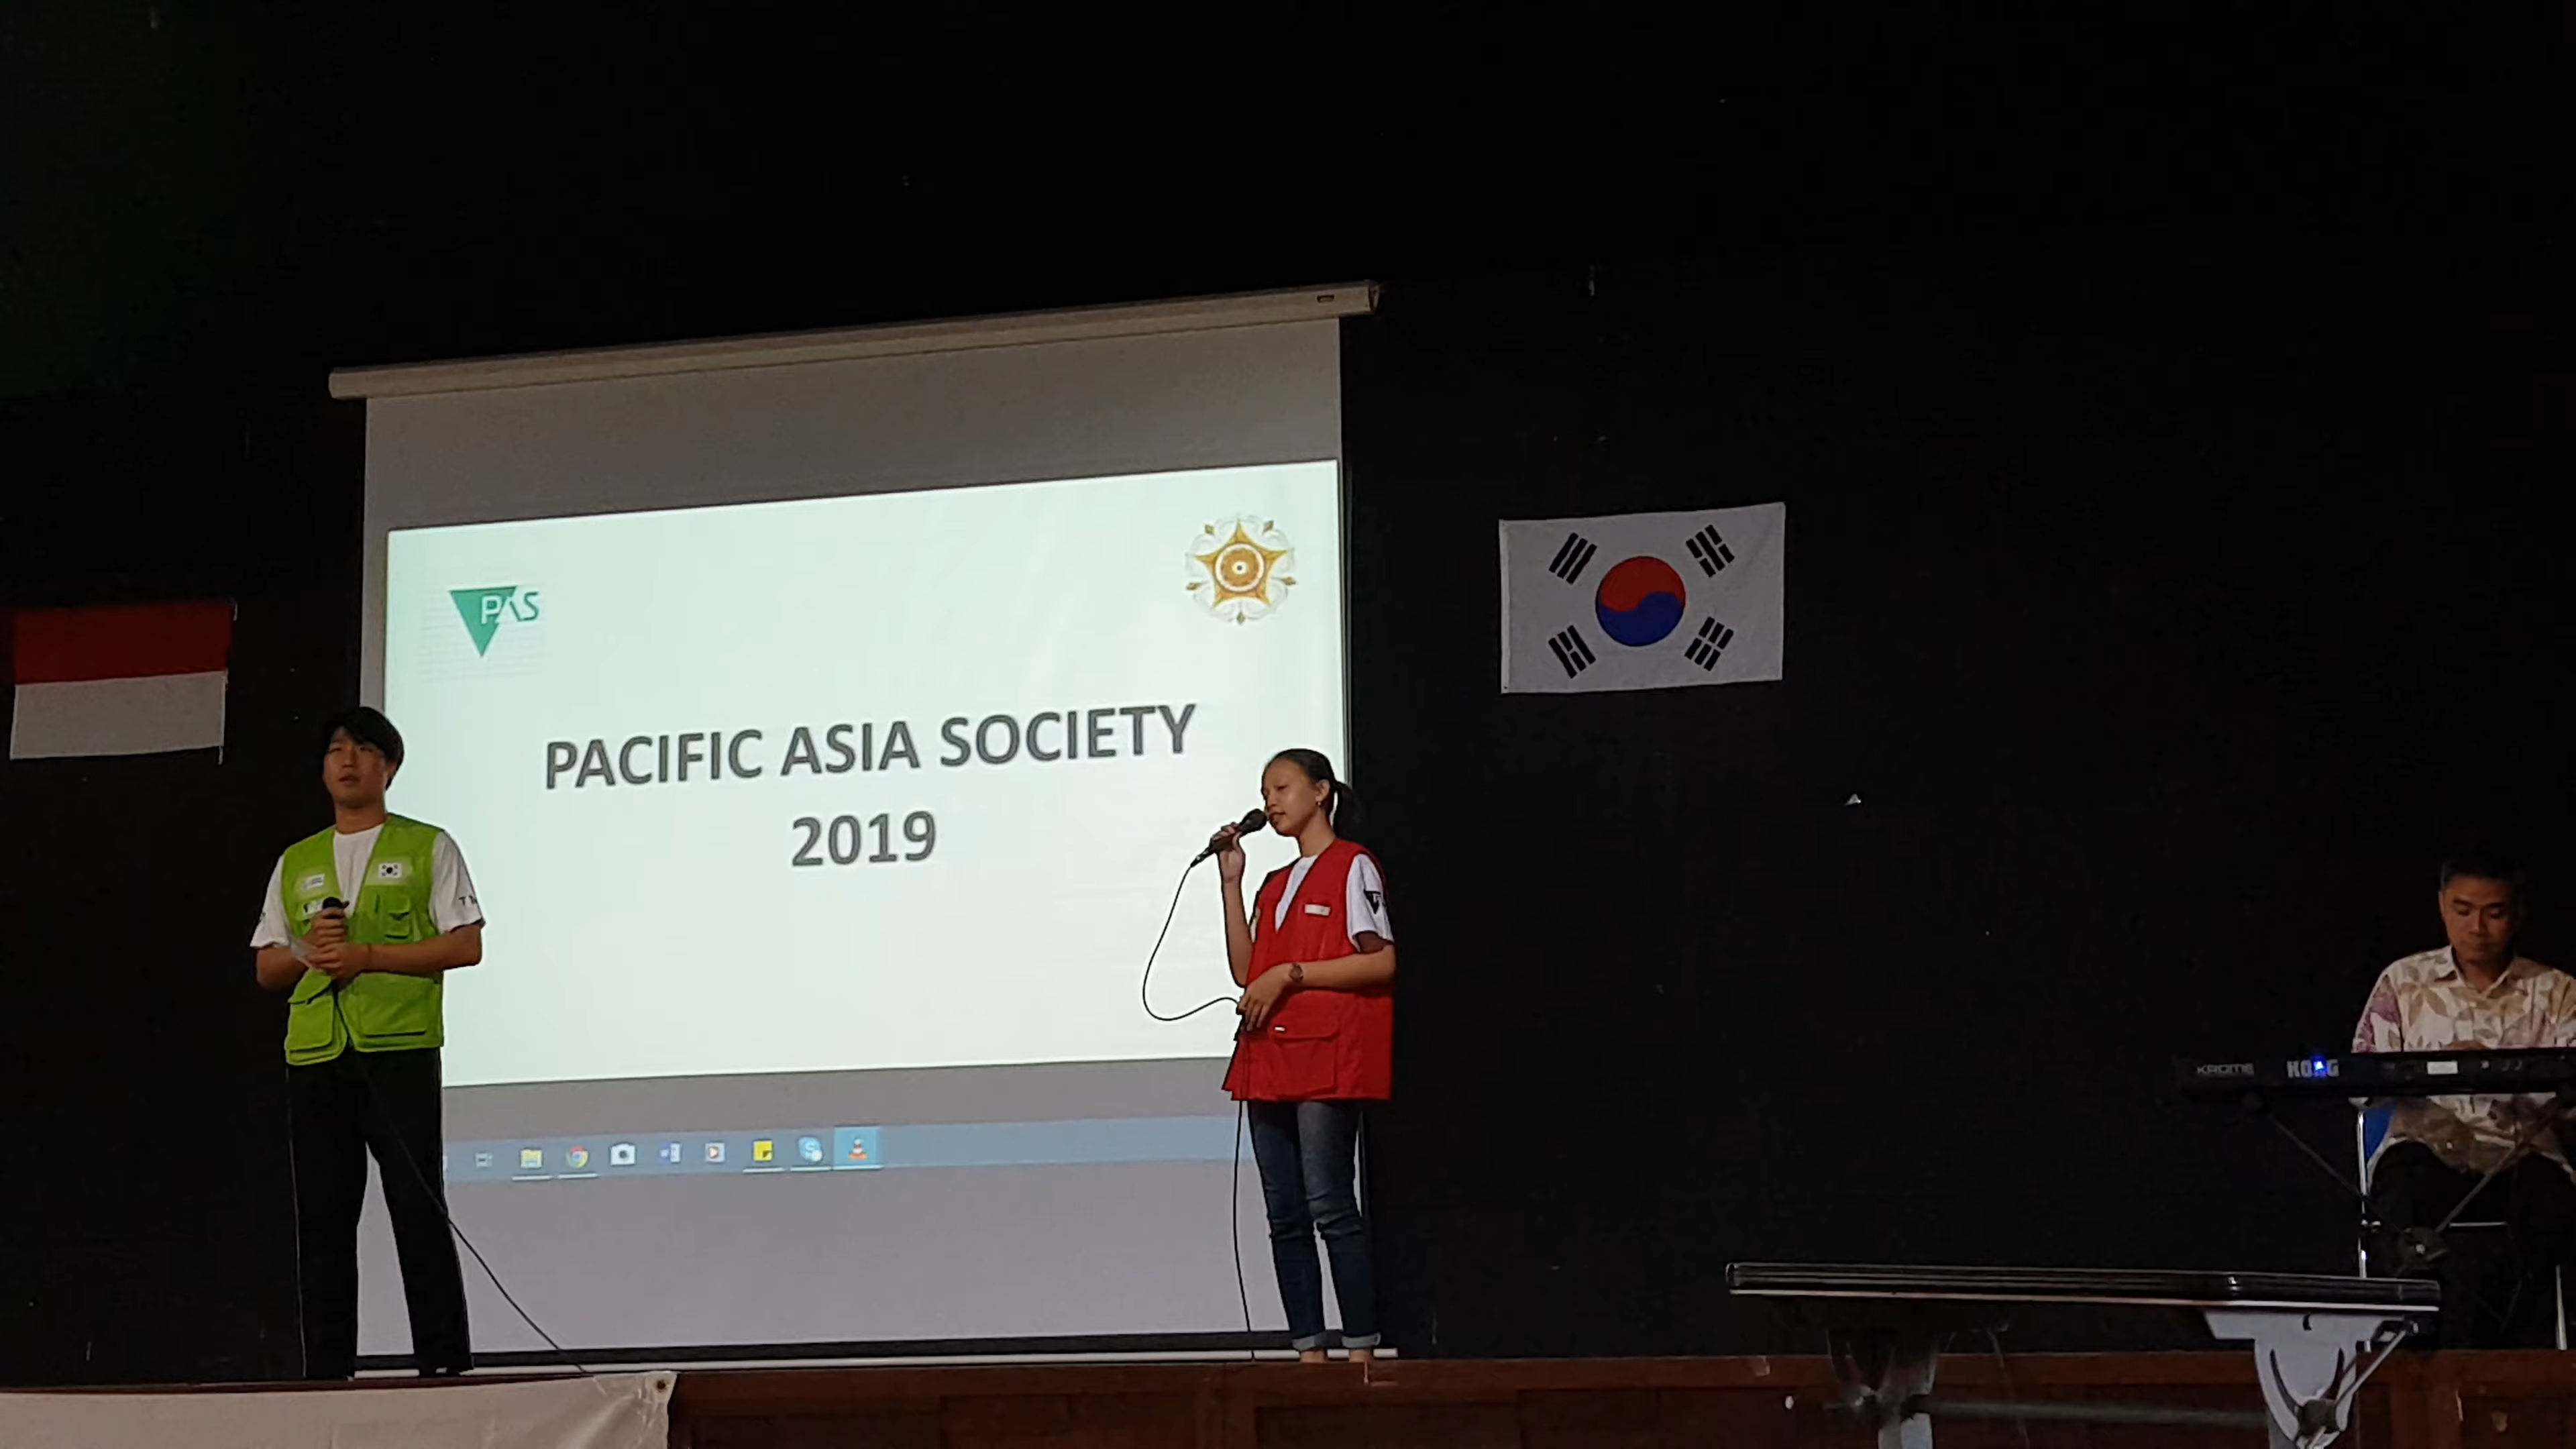 PAS
PACIFIC ASIA SOCIETY
2019
KROME
KORG